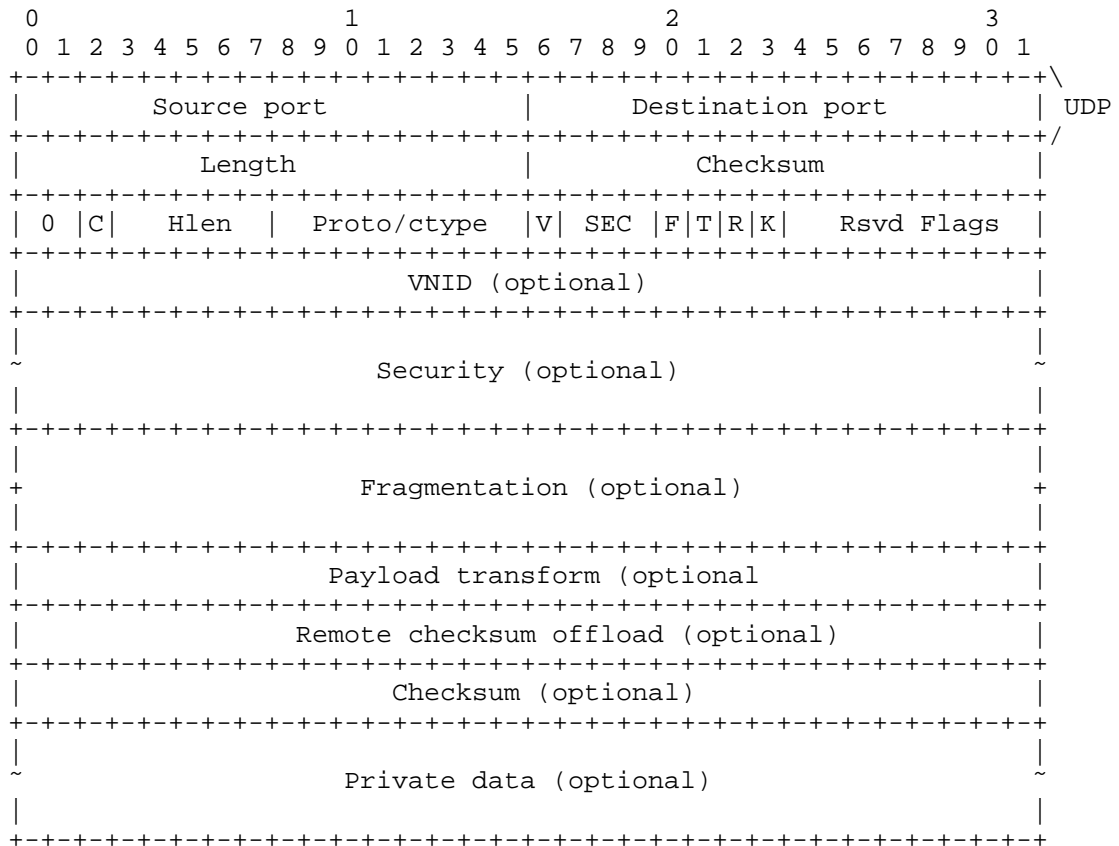 0                   1                   2                   3
 0 1 2 3 4 5 6 7 8 9 0 1 2 3 4 5 6 7 8 9 0 1 2 3 4 5 6 7 8 9 0 1
+-+-+-+-+-+-+-+-+-+-+-+-+-+-+-+-+-+-+-+-+-+-+-+-+-+-+-+-+-+-+-+-+\
|        Source port            |      Destination port         | UDP
+-+-+-+-+-+-+-+-+-+-+-+-+-+-+-+-+-+-+-+-+-+-+-+-+-+-+-+-+-+-+-+-+/
|           Length              |          Checksum             |
+-+-+-+-+-+-+-+-+-+-+-+-+-+-+-+-+-+-+-+-+-+-+-+-+-+-+-+-+-+-+-+-+
| 0 |C|   Hlen  |  Proto/ctype  |V| SEC |F|T|R|K|   Rsvd Flags  |
+-+-+-+-+-+-+-+-+-+-+-+-+-+-+-+-+-+-+-+-+-+-+-+-+-+-+-+-+-+-+-+-+
|                        VNID (optional)                        |
+-+-+-+-+-+-+-+-+-+-+-+-+-+-+-+-+-+-+-+-+-+-+-+-+-+-+-+-+-+-+-+-+
|                                                               |
~                      Security (optional)                      ~
|                                                               |
+-+-+-+-+-+-+-+-+-+-+-+-+-+-+-+-+-+-+-+-+-+-+-+-+-+-+-+-+-+-+-+-+
|                                                               |
+                     Fragmentation (optional)                  +
|                                                               |
+-+-+-+-+-+-+-+-+-+-+-+-+-+-+-+-+-+-+-+-+-+-+-+-+-+-+-+-+-+-+-+-+
|                   Payload transform (optional                 |
+-+-+-+-+-+-+-+-+-+-+-+-+-+-+-+-+-+-+-+-+-+-+-+-+-+-+-+-+-+-+-+-+
|                 Remote checksum offload (optional)            |
+-+-+-+-+-+-+-+-+-+-+-+-+-+-+-+-+-+-+-+-+-+-+-+-+-+-+-+-+-+-+-+-+
|                       Checksum (optional)                     |
+-+-+-+-+-+-+-+-+-+-+-+-+-+-+-+-+-+-+-+-+-+-+-+-+-+-+-+-+-+-+-+-+
|                                                               |
~                    Private data (optional)                    ~
|                                                               |
+-+-+-+-+-+-+-+-+-+-+-+-+-+-+-+-+-+-+-+-+-+-+-+-+-+-+-+-+-+-+-+-+